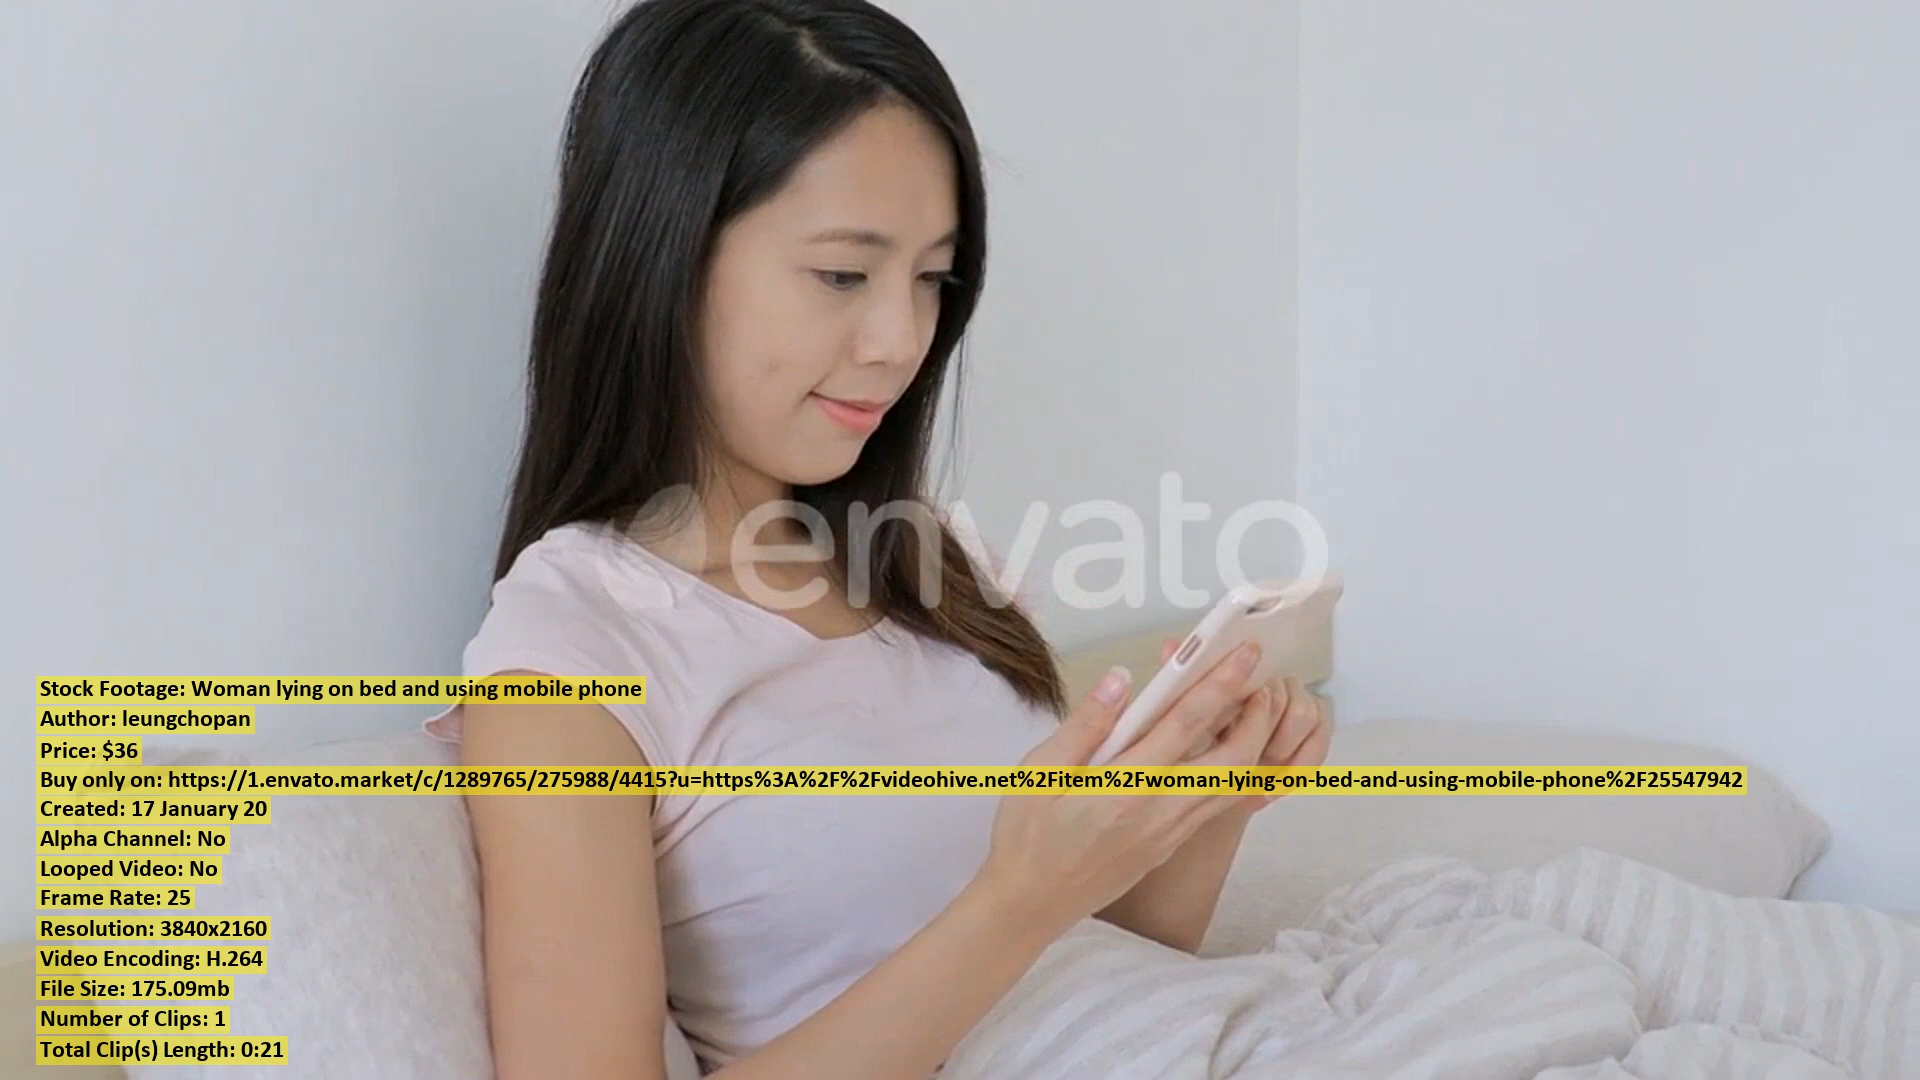 envato
Stock Footage: Woman lying on bed and using mobile phone
Author: leungchopan
Price: $36
Buy only on: https://1.envato.market/c/1289765/275988/4415?u=https%3A%2F%2Fvideohive.net%2Fitem%2Fwoman-lying-on-bed-and-using-mobile-phone%2F25547942
Created: 17 January 20
Alpha Channel: No
Looped Video: No
Frame Rate: 25
Resolution: 3840x2160
Video Encoding: H.264
File Size: 175.09mb
Number of Clips: 1
Total Clip(s) Length: 0:21